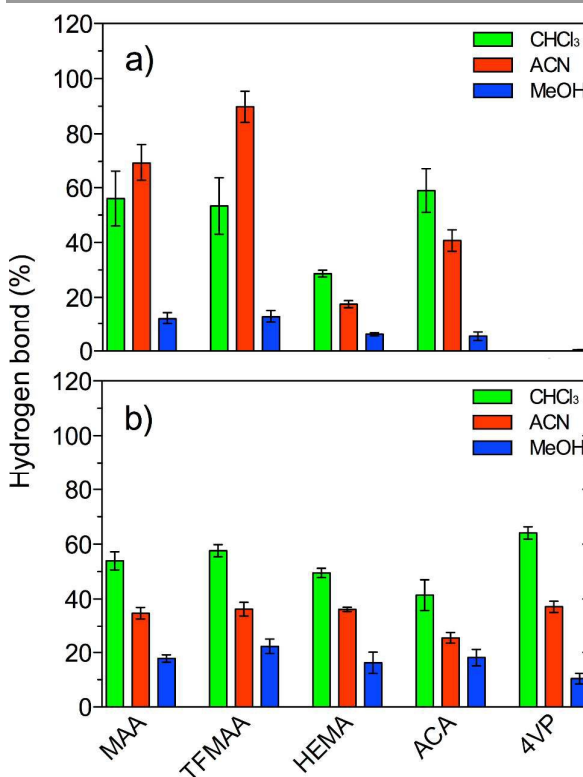 Hydrogen bond (%)
120
100
80
60
40
20
0
a)
CHCl₃
ACN
MeOH
120
100
80
60
40
20
0
b)
CHCl₃
ACN
MeOH
MAA
TFMAA
HEMA
ACA
4VP